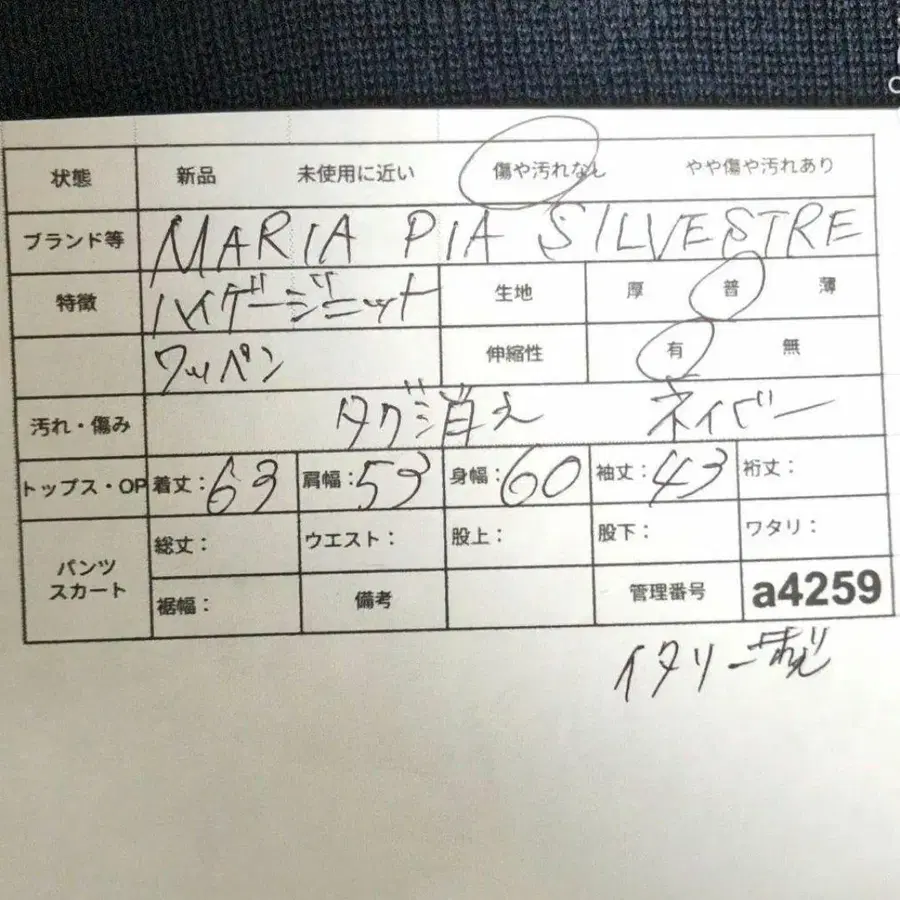 状態 新品 未使用に近い 傷や汚れなし やや傷や汚れあり
ブランド等 MARIA PIA SILVESTRE
特徴 ハイゲージニット 生地 厚 普 薄
ワッペン 伸縮性 有 無
汚れ・傷み タグ消え ネイビー
トップス・OP 着丈:63 肩幅:53 身幅:60 袖丈:43 裄丈:
パンツ スカート 総丈: ウエスト: 股上: 股下: ワタリ:
裾幅: 備考 管理番号 a4259
イタリー製